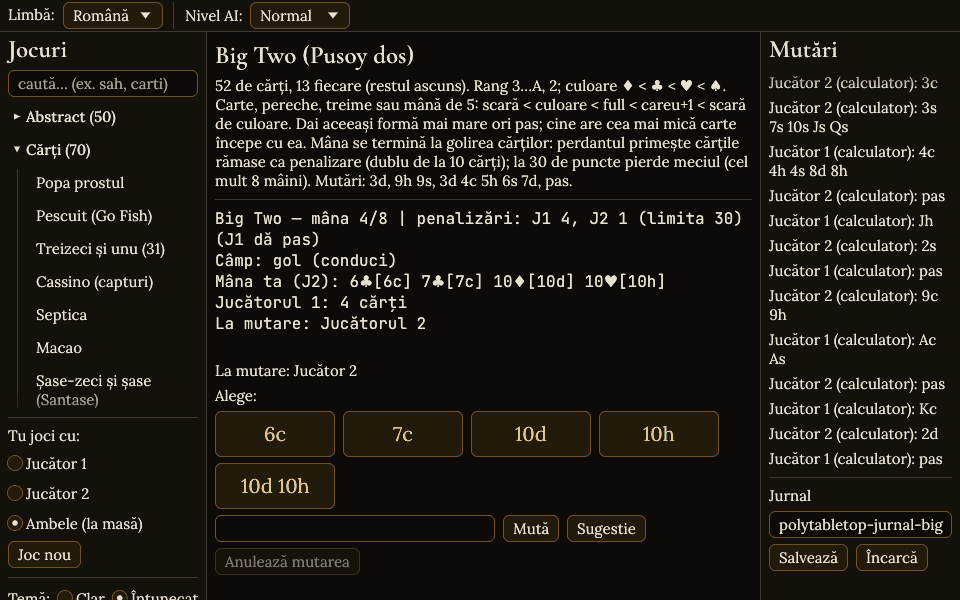 Limbă: Română ▼ Nivel AI: Normal ▼
Jocuri
caută... (ex. sah, carti)
▸ Abstract (50)
▾ Cărți (70)
Popa prostul
Pescuit (Go Fish)
Treizeci și unu (31)
Cassino (capturi)
Septica
Macao
Șase-zeci și șase
(Santase)
Tu joci cu:
Jucător 1
Jucător 2
Ambele (la masă)
Joc nou
Temă: Clar Întunecat
Big Two (Pusoy dos)
52 de cărți, 13 fiecare (restul ascuns). Rang 3...A, 2; culoare ♦ < ♣ < ♥ < ♠.
Carte, pereche, treime sau mână de 5: scară < culoare < full < careu+1 < scară
de culoare. Dai aceeași formă mai mare ori pas; cine are cea mai mică carte
începe cu ea. Mâna se termină la golirea cărților: perdantul primește cărțile
rămase ca penalizare (dublu de la 10 cărți); la 30 de puncte pierde meciul (cel
mult 8 mâini). Mutări: 3d, 9h 9s, 3d 4c 5h 6s 7d, pas.
Big Two — mâna 4/8 | penalizări: J1 4, J2 1 (limita 30)
(J1 dă pas)
Câmp: gol (conduci)
Mâna ta (J2): 6♣[6c] 7♣[7c] 10♦[10d] 10♥[10h]
Jucătorul 1: 4 cărți
La mutare: Jucătorul 2
La mutare: Jucător 2
Alege:
6c 7c 10d 10h
10d 10h
Mută Sugestie
Anulează mutarea
Mutări
Jucător 2 (calculator): 3c
Jucător 2 (calculator): 3s
7s 10s Js Qs
Jucător 1 (calculator): 4c
4h 4s 8d 8h
Jucător 2 (calculator): pas
Jucător 1 (calculator): Jh
Jucător 2 (calculator): 2s
Jucător 1 (calculator): pas
Jucător 2 (calculator): 9c
9h
Jucător 1 (calculator): Ac
As
Jucător 2 (calculator): pas
Jucător 1 (calculator): Kc
Jucător 2 (calculator): 2d
Jucător 1 (calculator): pas
Jurnal
polytabletop-jurnal-big
Salvează Încarcă